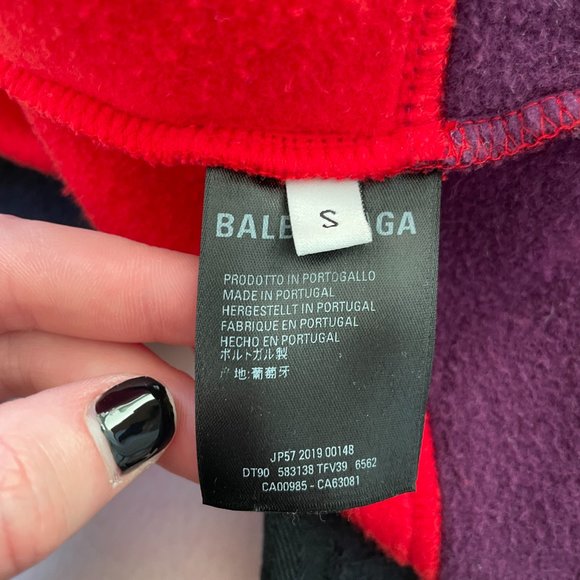 S
BALE GA
PRODOTTO IN PORTOGALLO
MADE IN PORTUGAL
HERGESTELLT IN PORTUGAL
FABRIQUE EN PORTUGAL
HECHO EN PORTUGAL
ポルトガル製
产地:葡萄牙
JP57 2019 00148
DT90 583138 TFV39 6562
CA00985 - CA63081